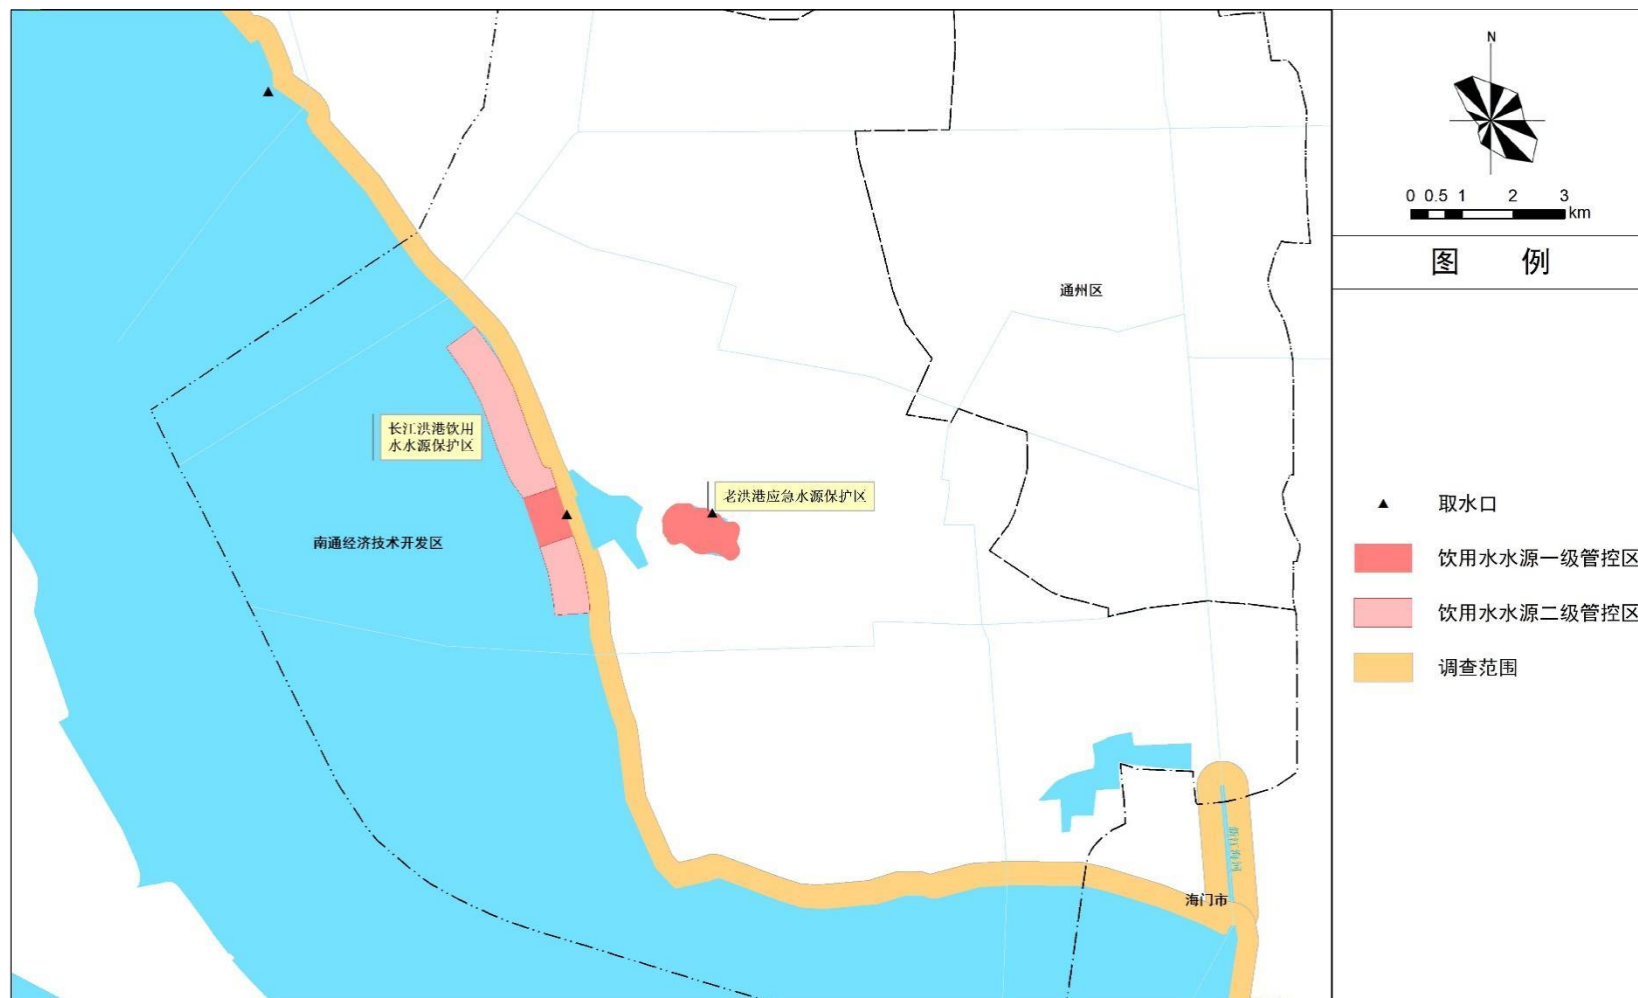 N
0 0.5 1 2 3
km
图 例
通州区
长江洪港饮用
水水源保护区
老洪港应急水源保护区
南通经济技术开发区
取水口
饮用水水源一级管控区
饮用水水源二级管控区
调查范围
海门市